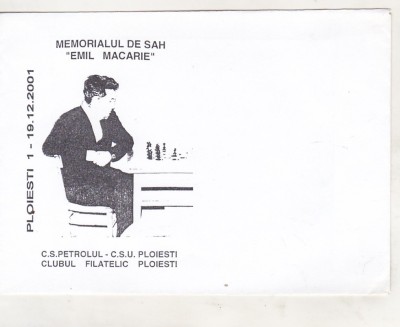 MEMORIALUL DE SAH
"EMIL MACARIE"
PLOIESTI 1 - 19.12.2001
C.S.PETROLUL - C.S.U. PLOIESTI
CLUBUL FILATELIC PLOIESTI